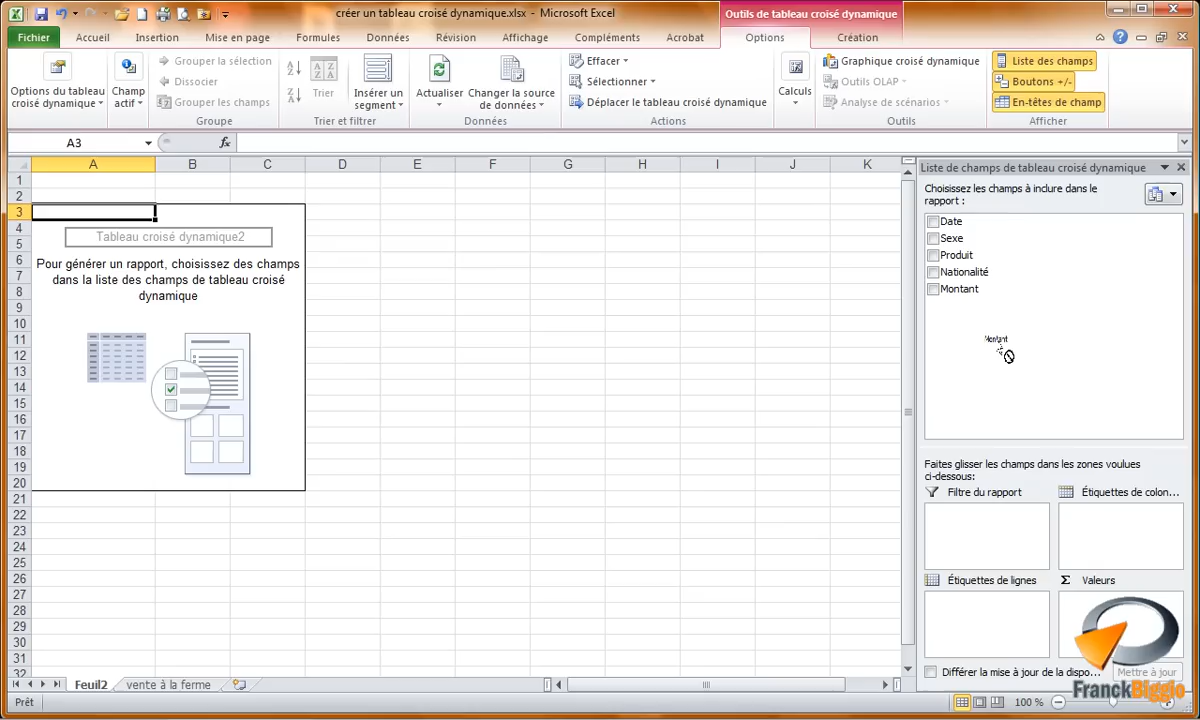 créer un tableau croisé dynamique.xlsx - Microsoft Excel
Outils de tableau croisé dynamique
Fichier Accueil Insertion Mise en page Formules Données Révision Affichage Compléments Acrobat Options Création
Options du tableau croisé dynamique
Champ actif
Grouper la sélection
Dissocier
Grouper les champs
Groupe
Trier
Insérer un segment
Trier et filtrer
Actualiser
Changer la source de données
Données
Effacer
Sélectionner
Déplacer le tableau croisé dynamique
Actions
Calculs
Graphique croisé dynamique
Outils OLAP
Analyse de scénarios
Outils
Liste des champs
Boutons +/-
En-têtes de champ
Afficher
A3
fx
A B C D E F G H I J K
1
2
3
4
5
6
7
8
9
10
11
12
13
14
15
16
17
18
19
20
21
22
23
24
25
26
27
28
29
30
31
32
Tableau croisé dynamique2
Pour générer un rapport, choisissez des champs
dans la liste des champs de tableau croisé
dynamique
Liste de champs de tableau croisé dynamique
Choisissez les champs à inclure dans le
rapport :
Date
Sexe
Produit
Nationalité
Montant
Montant
Faites glisser les champs dans les zones voulues
ci-dessous:
Filtre du rapport
Étiquettes de colon...
Étiquettes de lignes
Σ Valeurs
Différer la mise à jour de la dispo...
Mettre à jour
FranckBiggio
Feuil2 vente à la ferme
Prêt
100 %